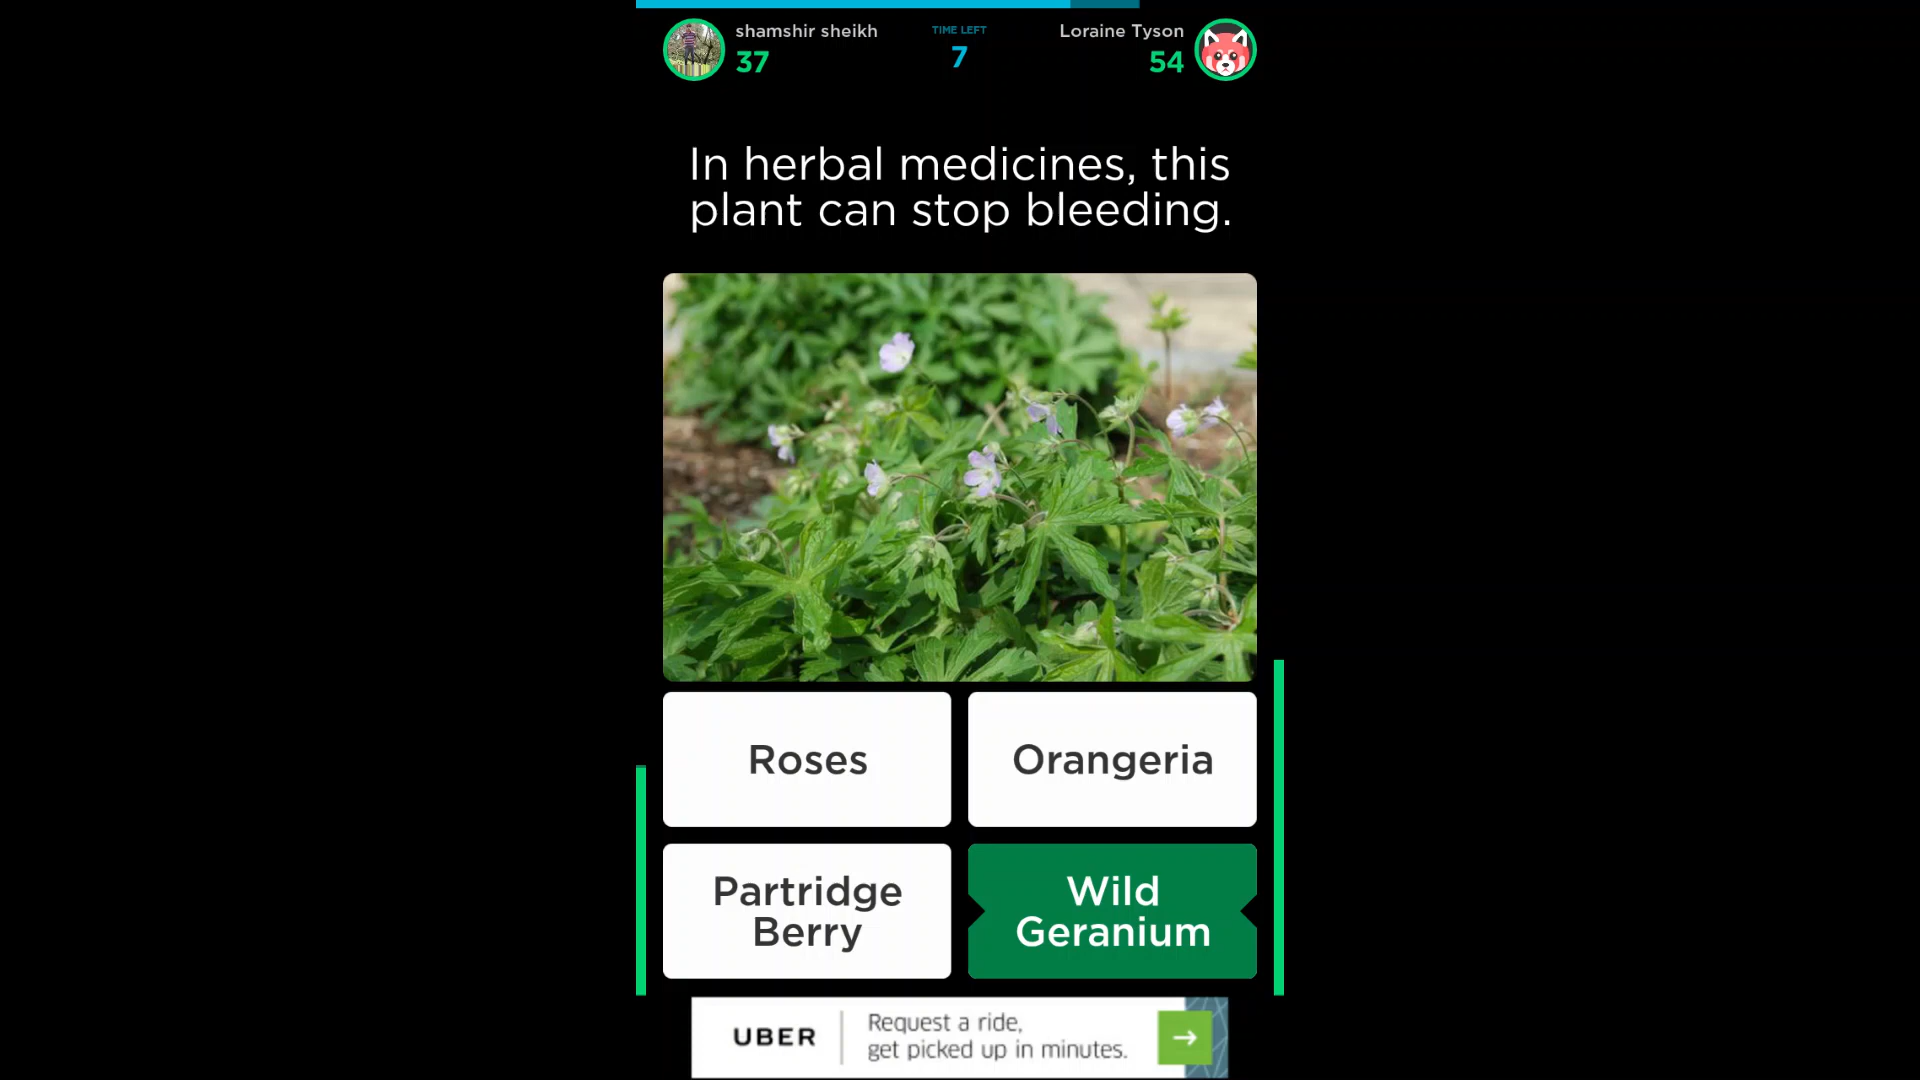 shamshir sheikh
37
TIME LEFT
7
Loraine Tyson
54
In herbal medicines, this
plant can stop bleeding.
Roses
Orangeria
Partridge
Berry
Wild
Geranium
UBER
Request a ride,
get picked up in minutes.